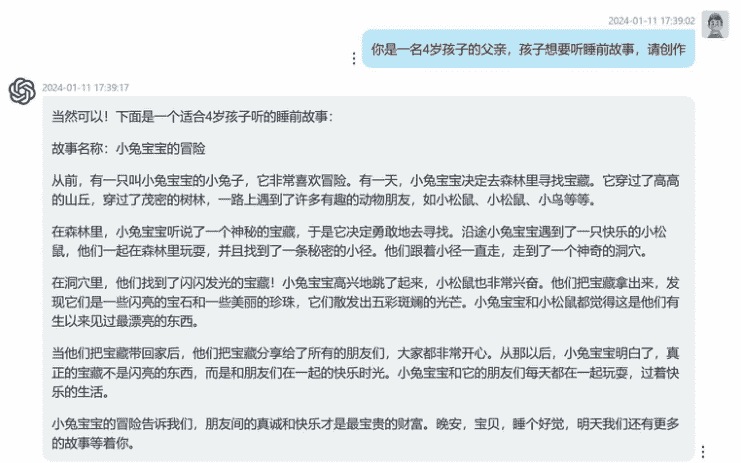 2024-01-11 17:39:02
你是一名4岁孩子的父亲，孩子想要听睡前故事，请创作
2024-01-11 17:39:17
当然可以！下面是一个适合4岁孩子听的睡前故事：
故事名称：小兔宝宝的冒险
从前，有一只叫小兔宝宝的小兔子，它非常喜欢冒险。有一天，小兔宝宝决定去森林里寻找宝藏。它穿过了高高
的山丘，穿过了茂密的树林，一路上遇到了许多有趣的动物朋友，如小松鼠、小松鼠、小鸟等等。
在森林里，小兔宝宝听说了一个神秘的宝藏，于是它决定勇敢地去寻找。沿途小兔宝宝遇到了一只快乐的小松
鼠，他们一起在森林里玩耍，并且找到了一条秘密的小径。他们跟着小径一直走，走到了一个神奇的洞穴。
在洞穴里，他们找到了闪闪发光的宝藏！小兔宝宝高兴地跳了起来，小松鼠也非常兴奋。他们把宝藏拿出来，发
现它们是一些闪亮的宝石和一些美丽的珍珠，它们散发出五彩斑斓的光芒。小兔宝宝和小松鼠都觉得这是他们有
生以来见过最漂亮的东西。
当他们把宝藏带回家后，他们把宝藏分享给了所有的朋友们，大家都非常开心。从那以后，小兔宝宝明白了，真
正的宝藏不是闪亮的东西，而是和朋友们在一起的快乐时光。小兔宝宝和它的朋友们每天都在一起玩耍，过着快
乐的生活。
小兔宝宝的冒险告诉我们，朋友间的真诚和快乐才是最宝贵的财富。晚安，宝贝，睡个好觉，明天我们还有更多
的故事等着你。